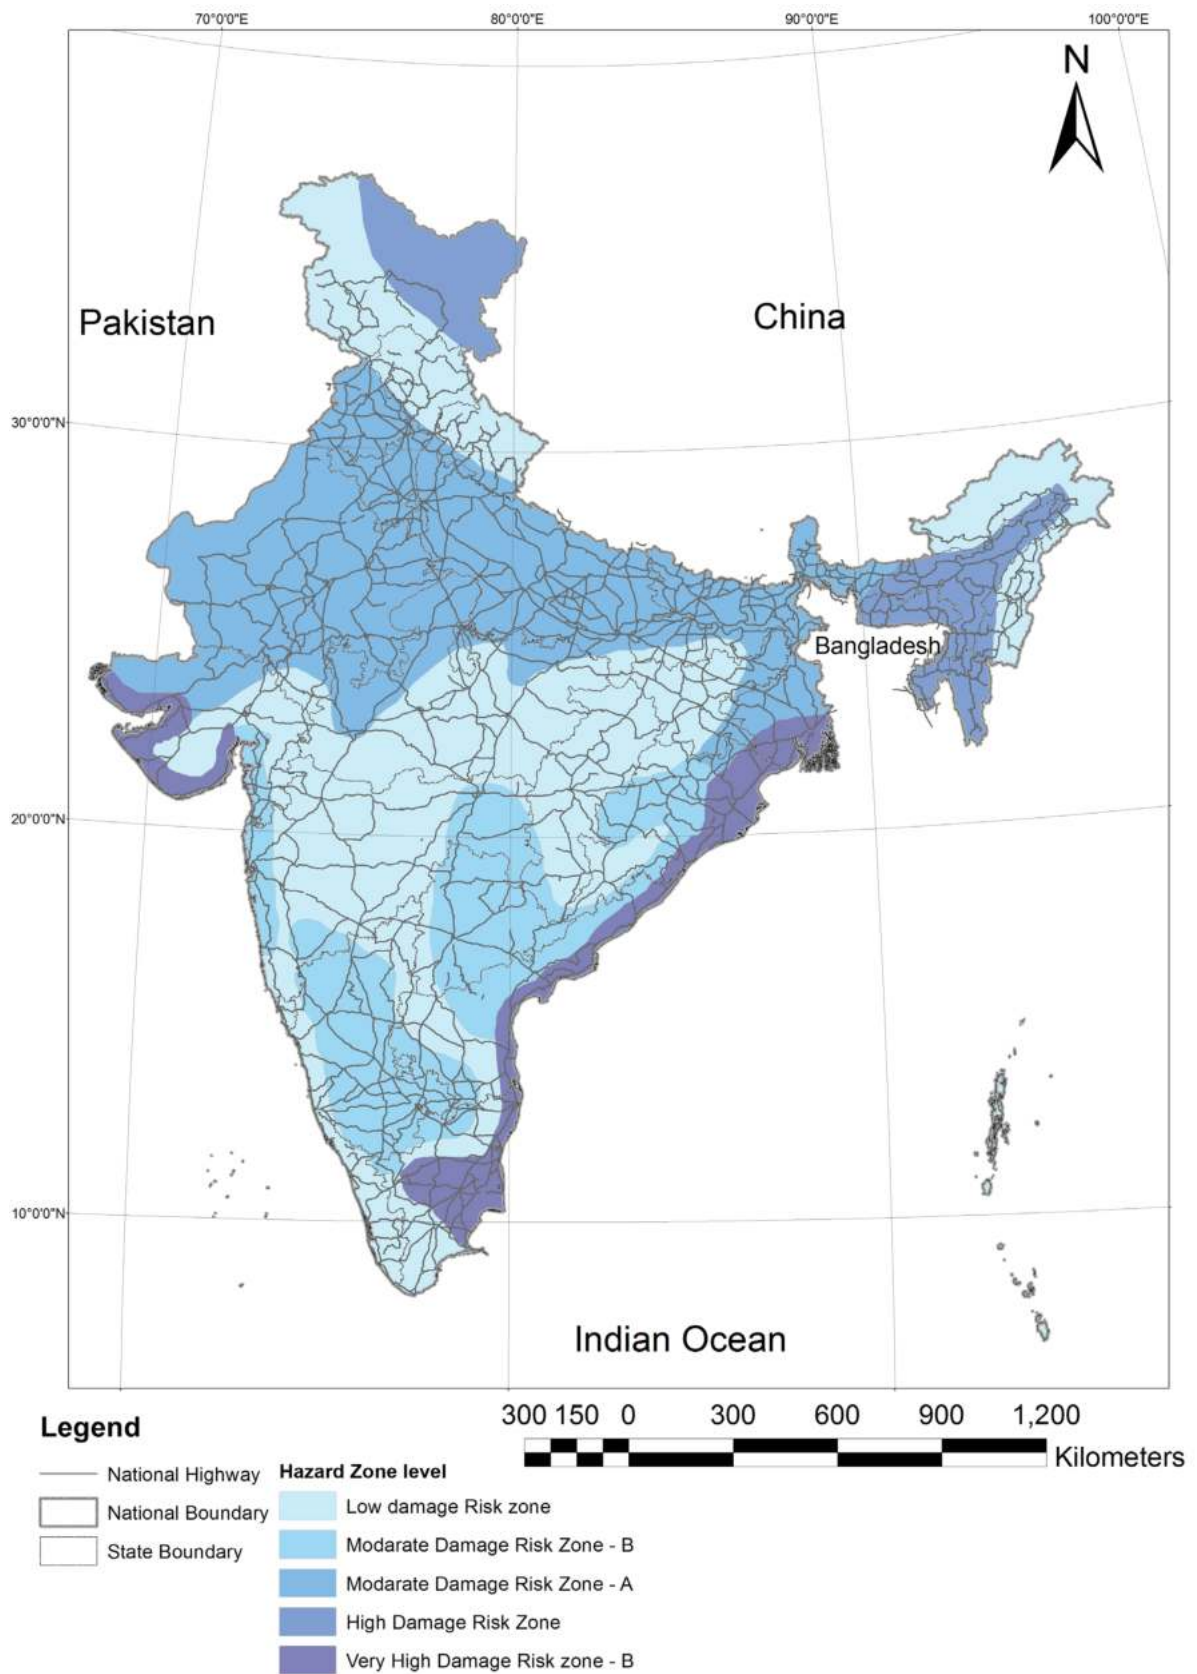 70°0'0"E 80°0'0"E 90°0'0"E 100°0'0"E
N
Pakistan
China
30°0'0"N
Bangladesh
20°0'0"N
10°0'0"N
Indian Ocean
Legend
300 150 0 300 600 900 1,200
Kilometers
National Highway
National Boundary
State Boundary
Hazard Zone level
Low damage Risk zone
Modarate Damage Risk Zone - B
Modarate Damage Risk Zone - A
High Damage Risk Zone
Very High Damage Risk zone - B